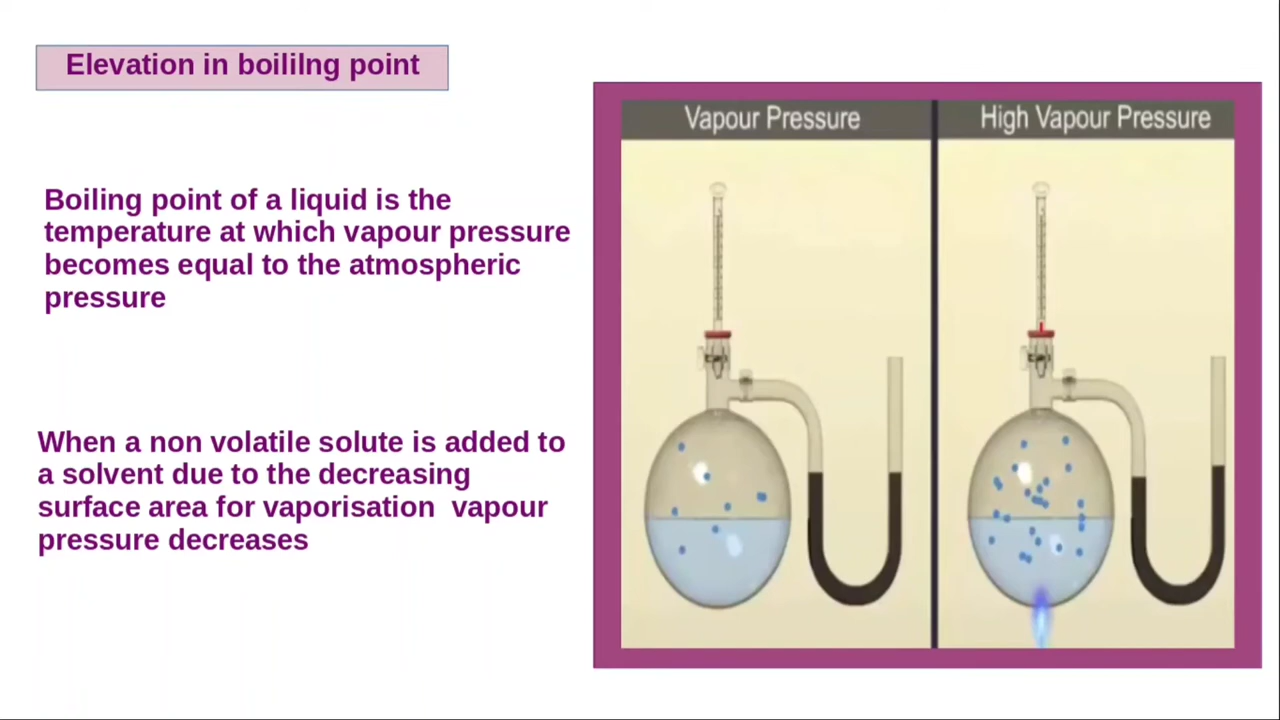 Elevation in boililng point
Boiling point of a liquid is the
temperature at which vapour pressure
becomes equal to the atmospheric
pressure
When a non volatile solute is added to
a solvent due to the decreasing
surface area for vaporisation  vapour
pressure decreases
Vapour Pressure
High Vapour Pressure